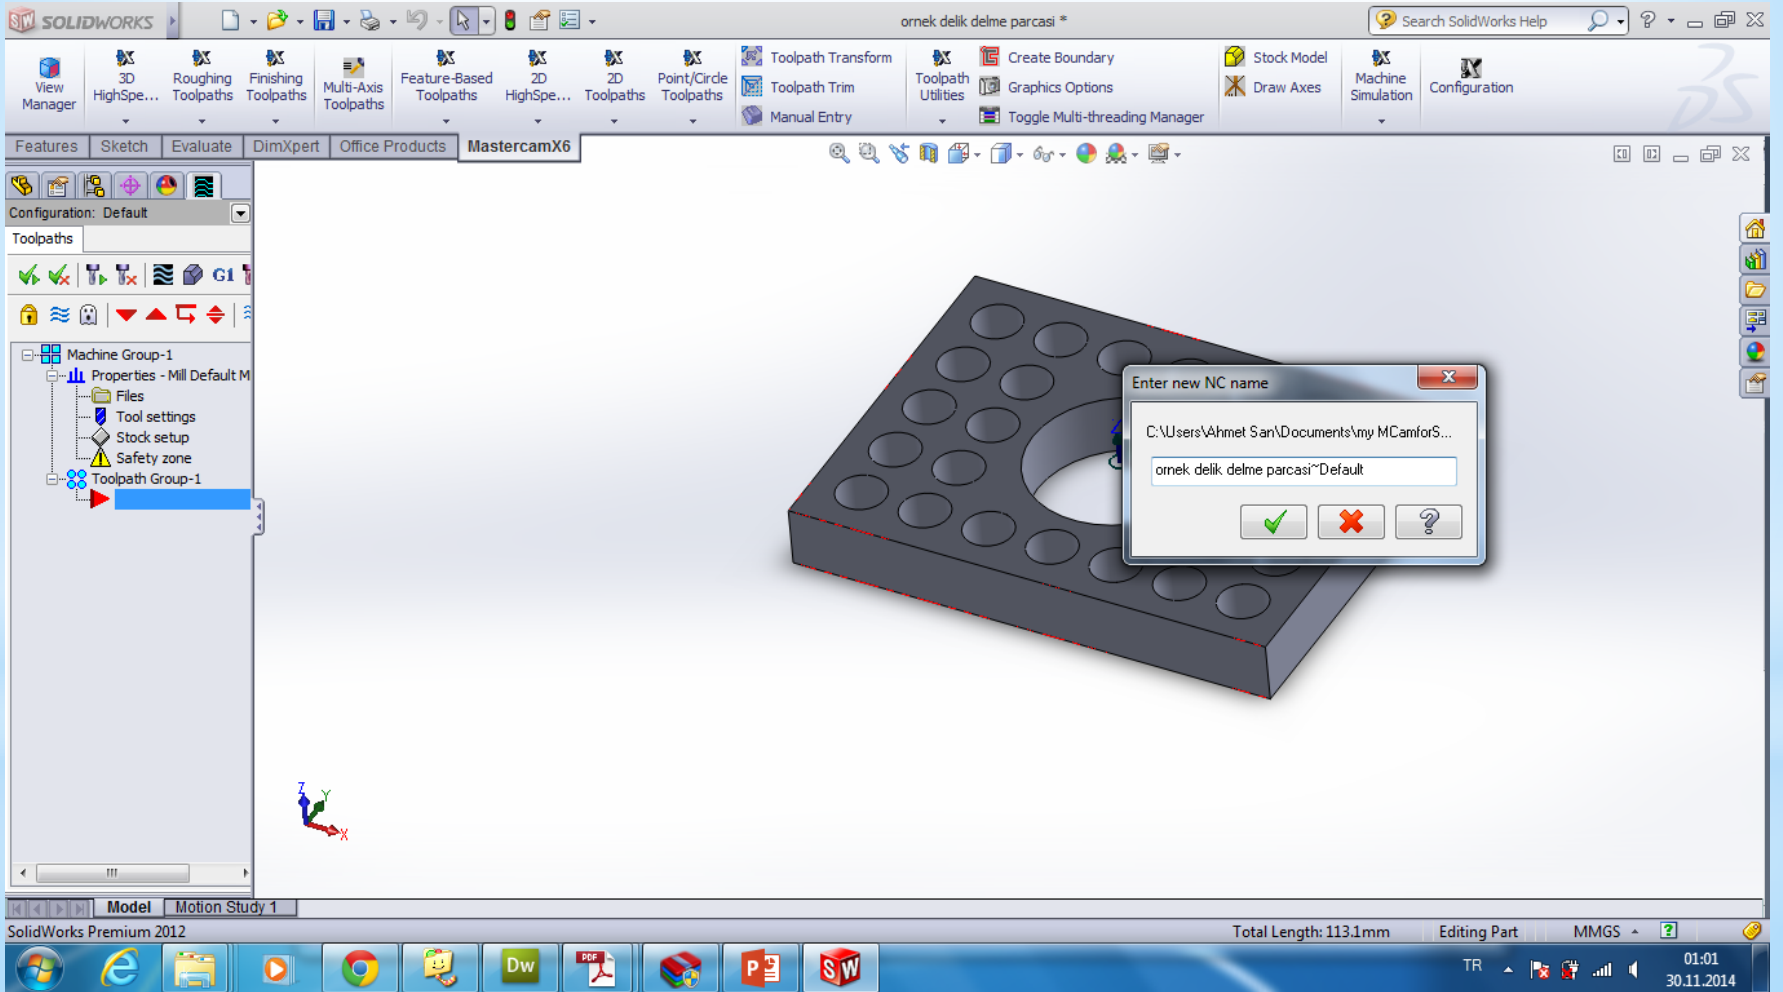 SOLIDWORKS
ornek delik delme parcasi *
Search SolidWorks Help
View Manager
3D HighSpe...
Roughing Toolpaths
Finishing Toolpaths
Multi-Axis Toolpaths
Feature-Based Toolpaths
2D HighSpe...
2D Toolpaths
Point/Circle Toolpaths
Toolpath Transform
Toolpath Trim
Manual Entry
Toolpath Utilities
Create Boundary
Graphics Options
Toggle Multi-threading Manager
Stock Model
Draw Axes
Machine Simulation
Configuration
Features
Sketch
Evaluate
DimXpert
Office Products
MastercamX6
Configuration: Default
Toolpaths
G1
Machine Group-1
Properties - Mill Default M
Files
Tool settings
Stock setup
Safety zone
Toolpath Group-1
Enter new NC name
C:\Users\Ahmet San\Documents\my MCamforS...
ornek delik delme parcasi~Default
Z
Y
X
Model
Motion Study 1
SolidWorks Premium 2012
Total Length: 113.1mm
Editing Part
MMGS
Dw
PDF
P
SW
TR
01:01
30.11.2014